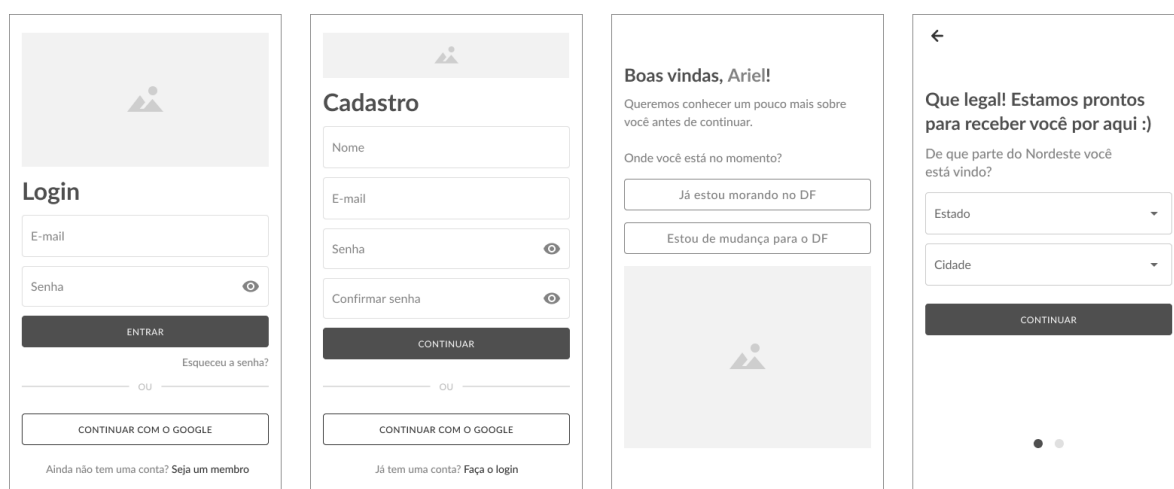 Login
E-mail
Senha
ENTRAR
Esqueceu a senha?
OU
CONTINUAR COM O GOOGLE
Ainda não tem uma conta? Seja um membro
Cadastro
Nome
E-mail
Senha
Confirmar senha
CONTINUAR
OU
CONTINUAR COM O GOOGLE
Já tem uma conta? Faça o login
Boas vindas, Ariel!
Queremos conhecer um pouco mais sobre
você antes de continuar.
Onde você está no momento?
Já estou morando no DF
Estou de mudança para o DF
Que legal! Estamos prontos
para receber você por aqui :)
De que parte do Nordeste você
está vindo?
Estado
Cidade
CONTINUAR